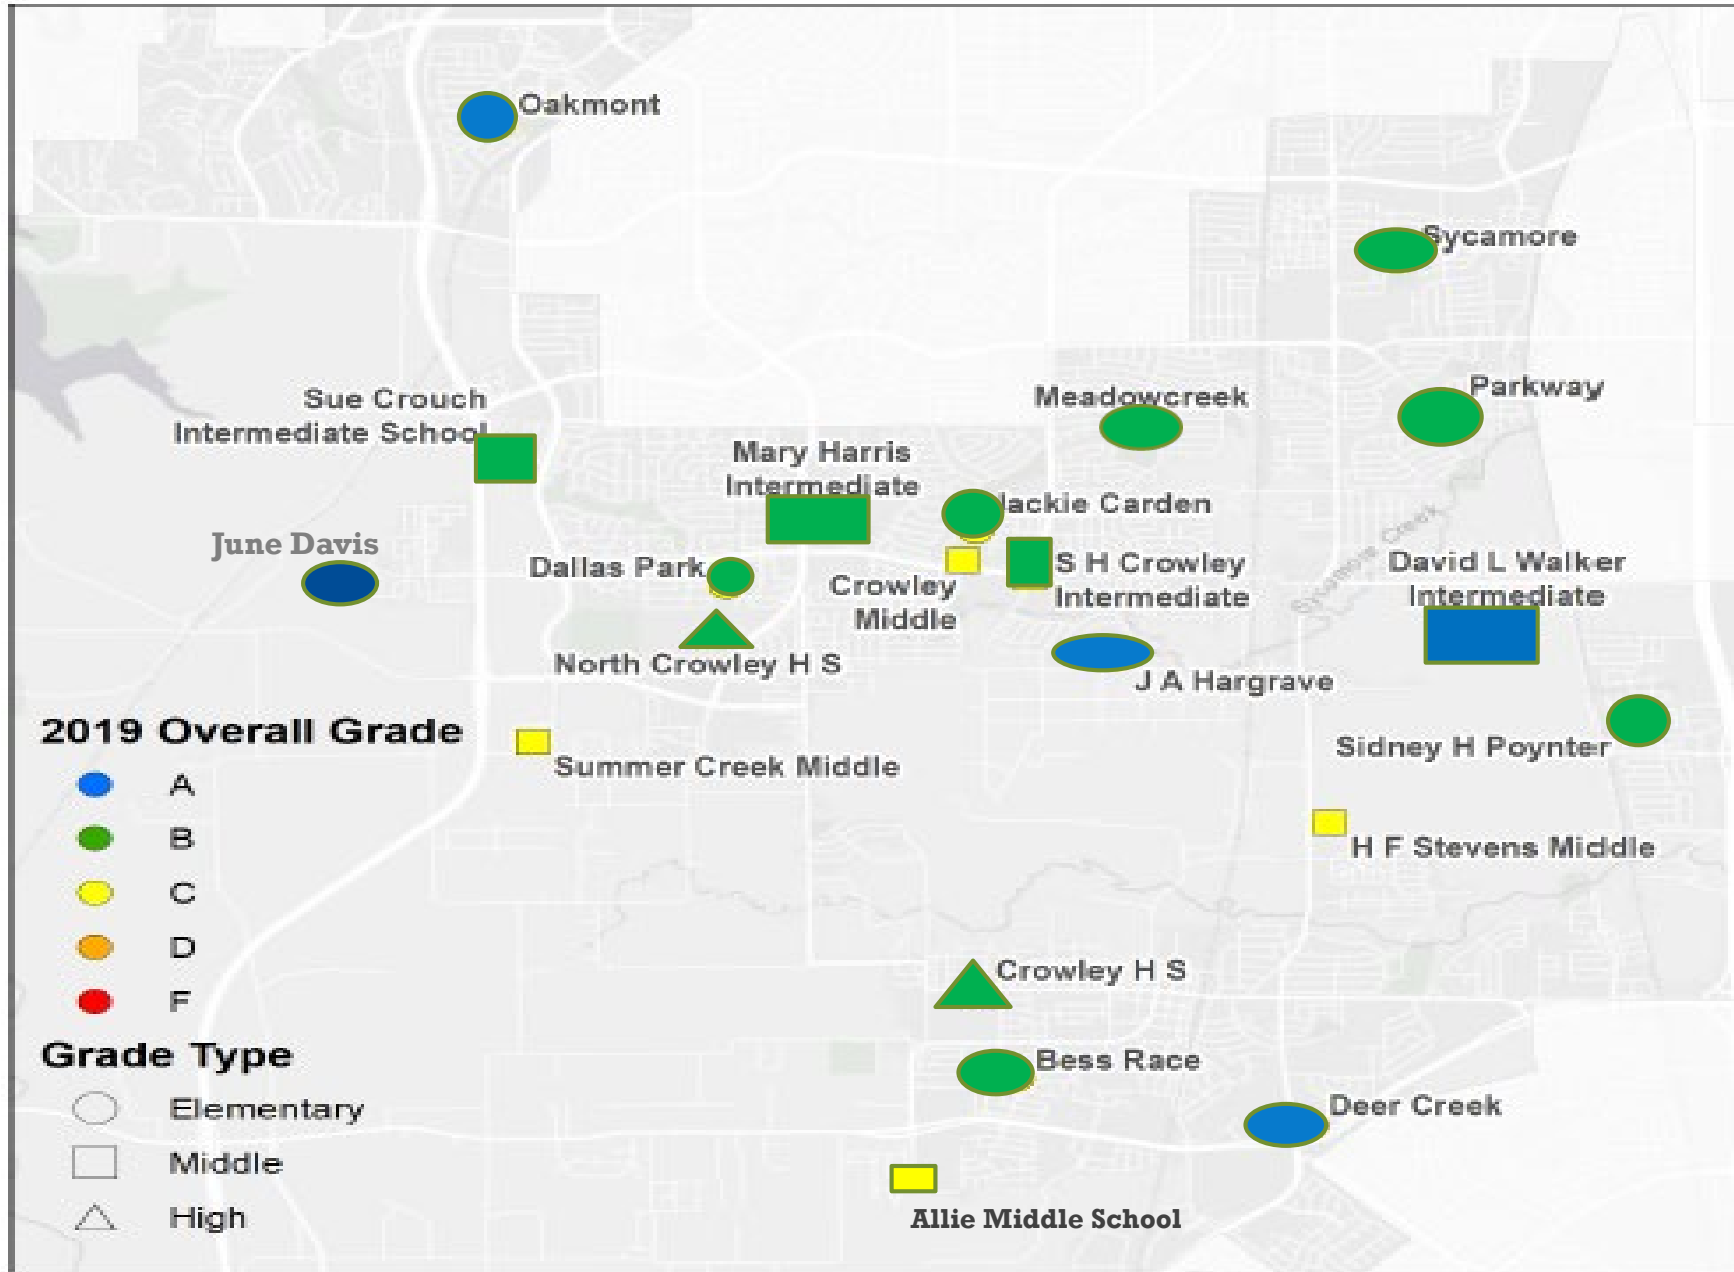 Oakmont
Sycamore
Sue Crouch
Intermediate School
Meadowcreek
Parkway
Mary Harris
Intermediate
Jackie Carden
June Davis
Dallas Park
Crowley
Middle
S H Crowley
Intermediate
Sycamore Creek
David L Walker
Intermediate
North Crowley H S
J A Hargrave
Sidney H Poynter
Summer Creek Middle
H F Stevens Middle
2019 Overall Grade
A
B
C
D
F
Grade Type
Elementary
Middle
High
Crowley H S
Bess Race
Deer Creek
Allie Middle School